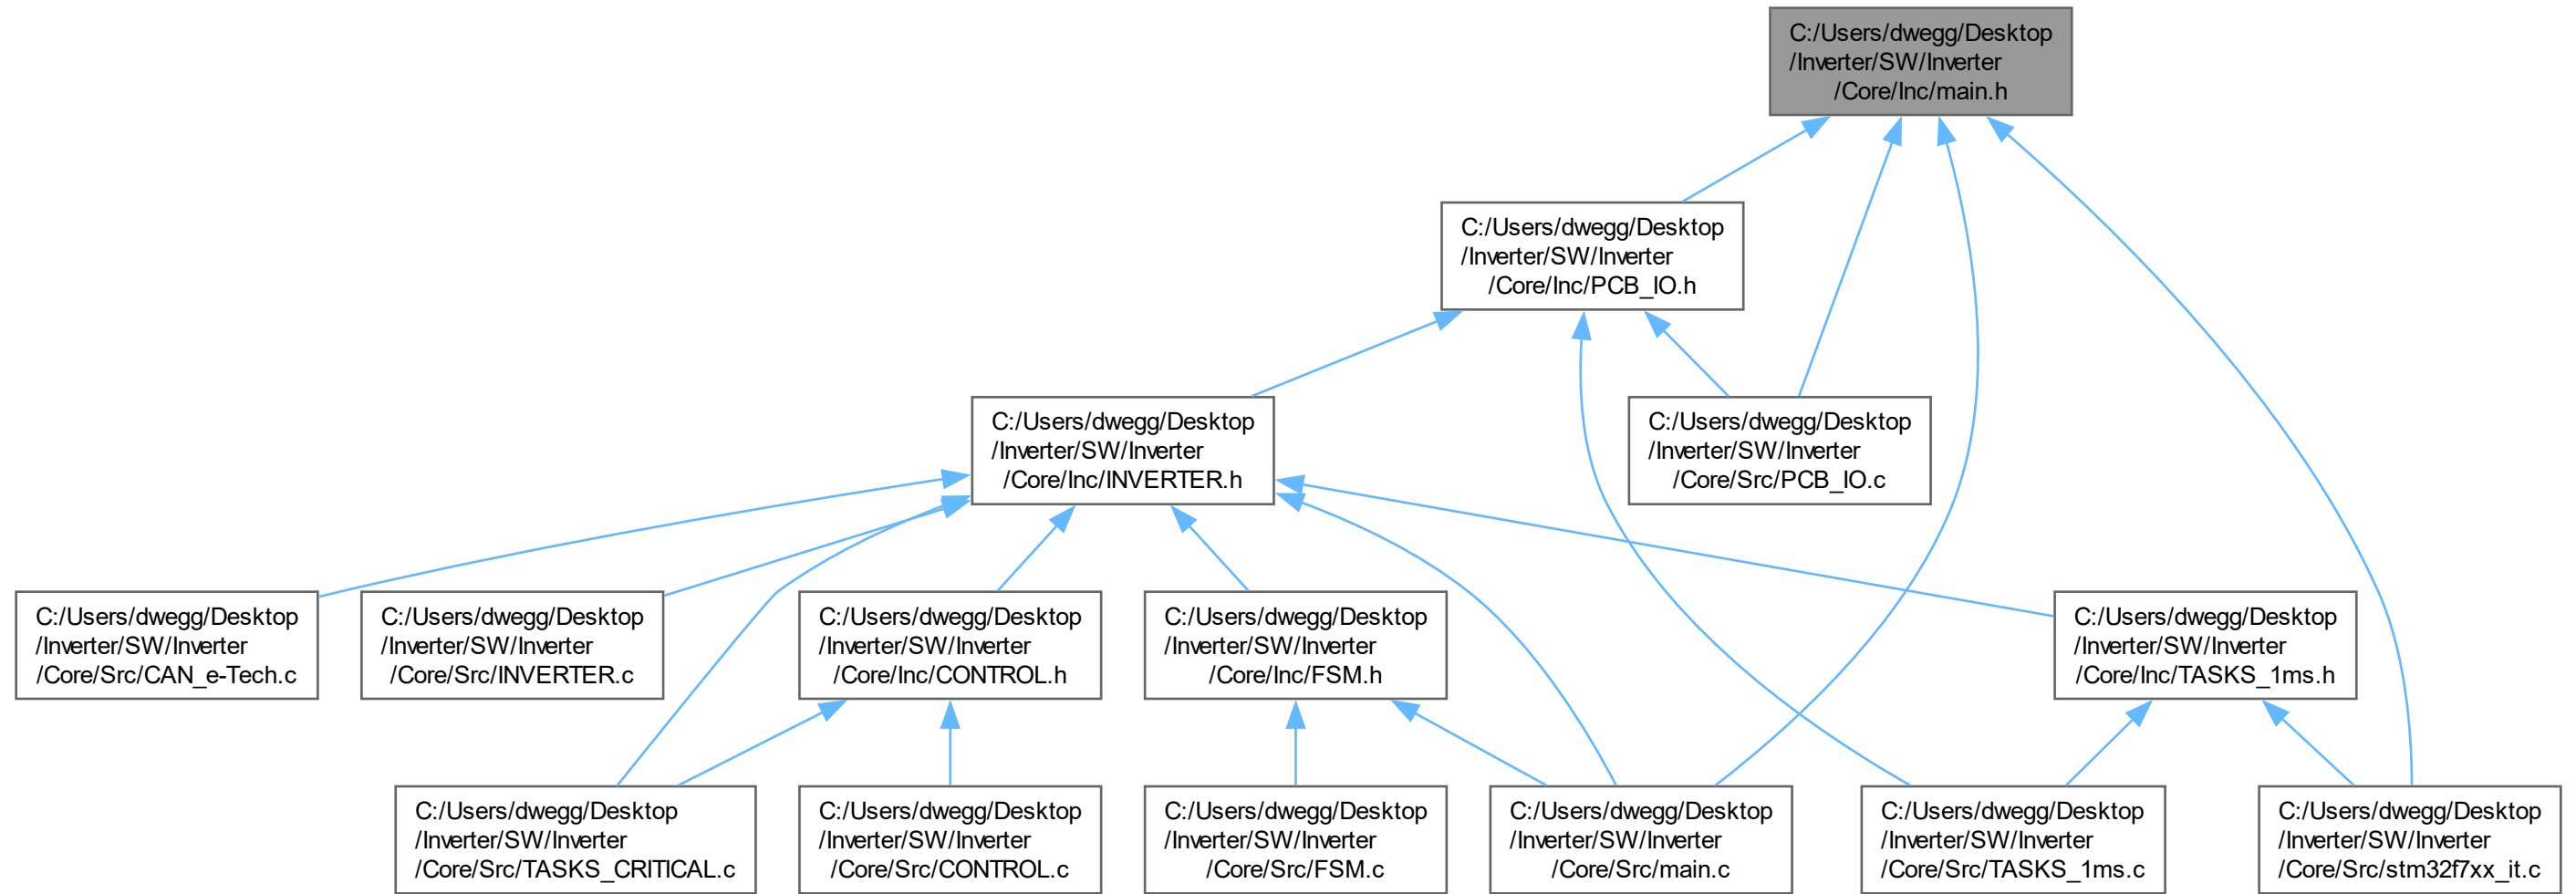 C:/Users/dwegg/Desktop
/Inverter/SW/Inverter
/Core/Inc/main.h
C:/Users/dwegg/Desktop
/Inverter/SW/Inverter
/Core/Inc/PCB_IO.h
C:/Users/dwegg/Desktop
/Inverter/SW/Inverter
/Core/Inc/INVERTER.h
C:/Users/dwegg/Desktop
/Inverter/SW/Inverter
/Core/Src/PCB_IO.c
C:/Users/dwegg/Desktop
/Inverter/SW/Inverter
/Core/Src/CAN_e-Tech.c
C:/Users/dwegg/Desktop
/Inverter/SW/Inverter
/Core/Src/INVERTER.c
C:/Users/dwegg/Desktop
/Inverter/SW/Inverter
/Core/Inc/CONTROL.h
C:/Users/dwegg/Desktop
/Inverter/SW/Inverter
/Core/Inc/FSM.h
C:/Users/dwegg/Desktop
/Inverter/SW/Inverter
/Core/Inc/TASKS_1ms.h
C:/Users/dwegg/Desktop
/Inverter/SW/Inverter
/Core/Src/TASKS_CRITICAL.c
C:/Users/dwegg/Desktop
/Inverter/SW/Inverter
/Core/Src/CONTROL.c
C:/Users/dwegg/Desktop
/Inverter/SW/Inverter
/Core/Src/FSM.c
C:/Users/dwegg/Desktop
/Inverter/SW/Inverter
/Core/Src/main.c
C:/Users/dwegg/Desktop
/Inverter/SW/Inverter
/Core/Src/TASKS_1ms.c
C:/Users/dwegg/Desktop
/Inverter/SW/Inverter
/Core/Src/stm32f7xx_it.c